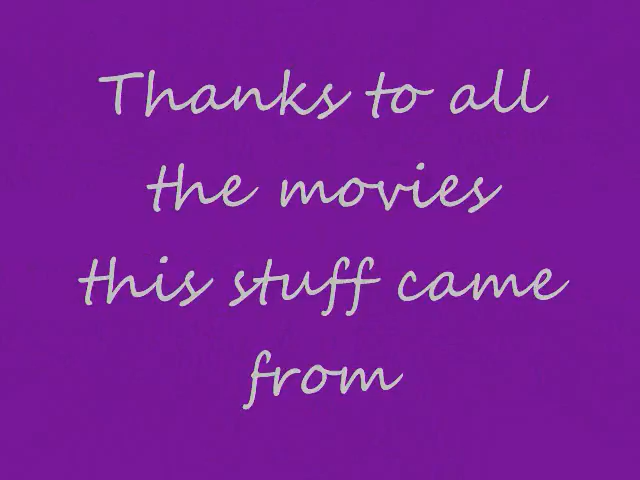 Thanks to all
the movies
this stuff came
from